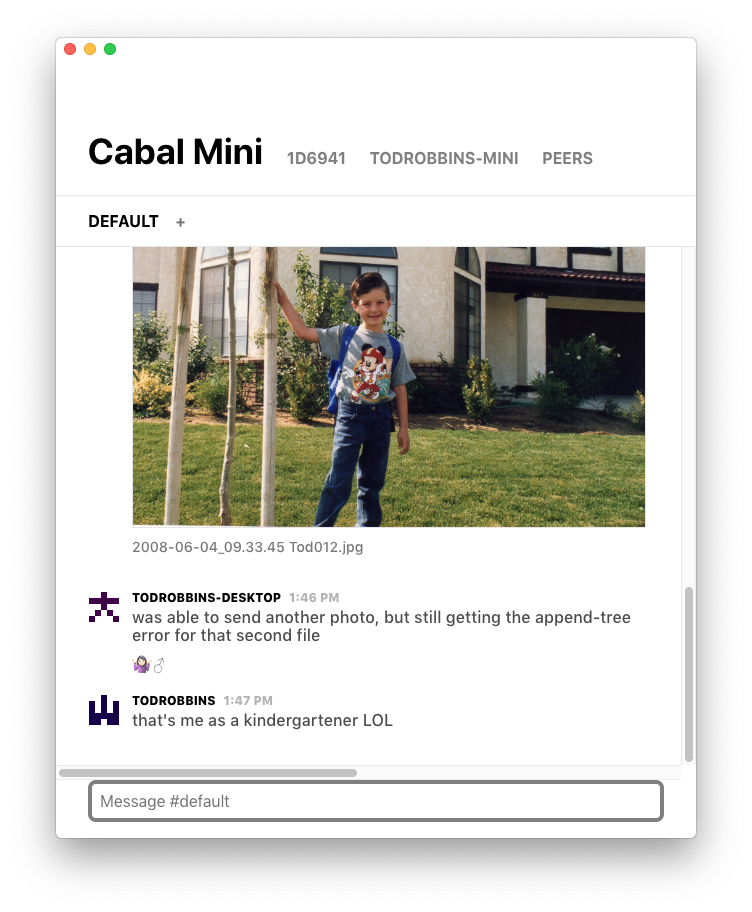 Cabal Mini 1D6941 TODROBBINS-MINI PEERS
DEFAULT +
2008-06-04_09.33.45 Tod012.jpg
TODROBBINS-DESKTOP 1:46 PM
was able to send another photo, but still getting the append-tree
error for that second file
🤷🏻‍♂
TODROBBINS 1:47 PM
that's me as a kindergartener LOL
Message #default